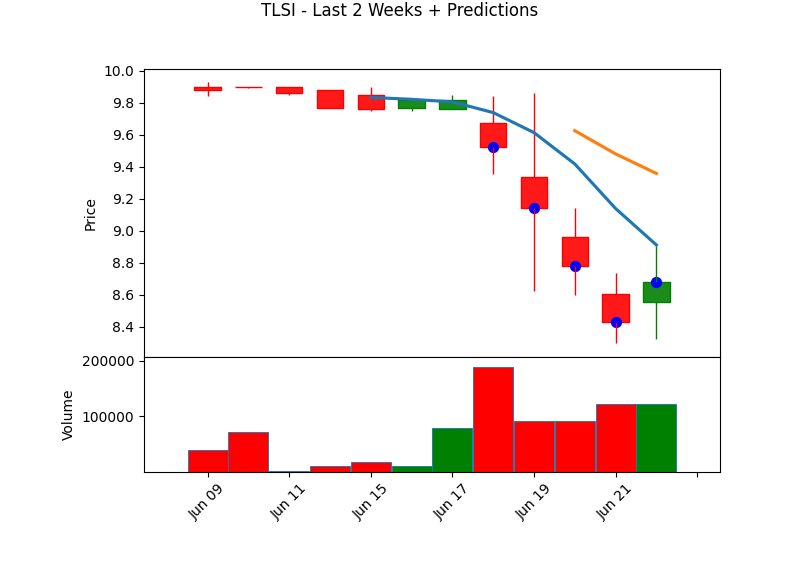 TLSI - Last 2 Weeks + Predictions
10.0
9.8
9.6
9.4
9.2
9.0
8.8
8.6
8.4
Price
200000
100000
Volume
Jun 09
Jun 11
Jun 15
Jun 17
Jun 19
Jun 21